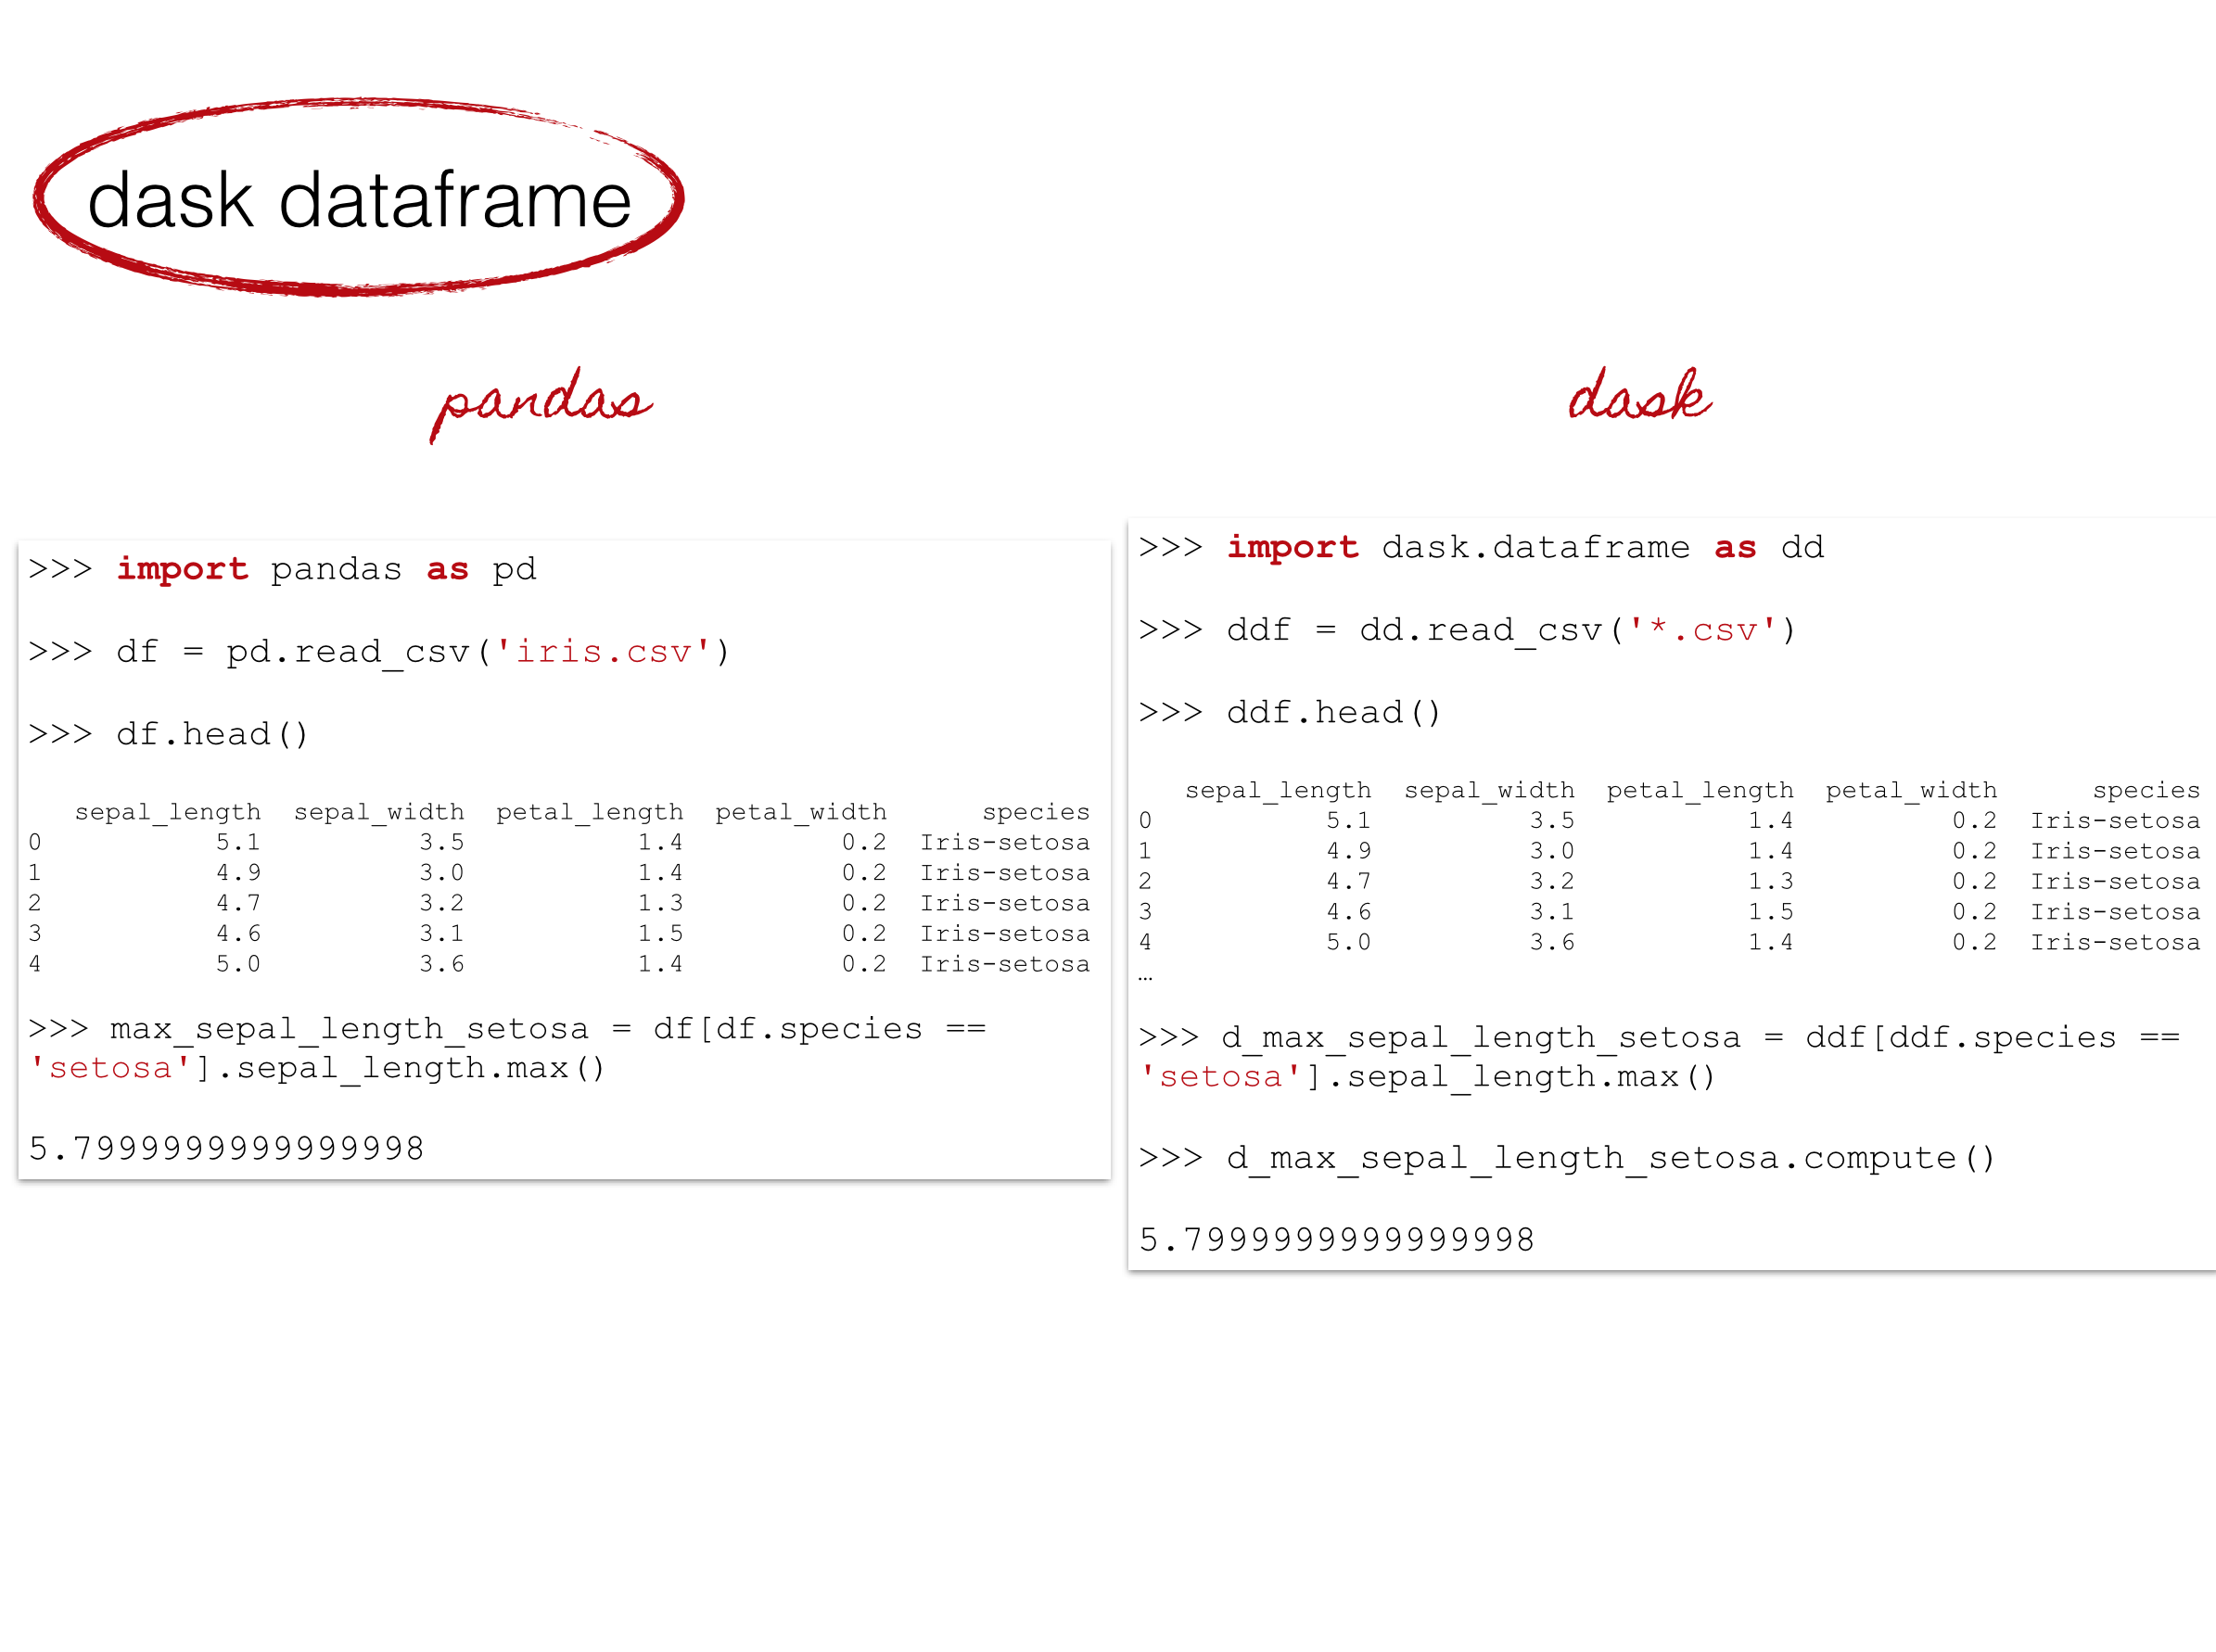 dask dataframe
pandas
>>> import pandas as pd
>>> df = pd.read_csv('iris.csv')
>>> df.head()
   sepal_length  sepal_width  petal_length  petal_width      species
0           5.1          3.5           1.4          0.2  Iris-setosa
1           4.9          3.0           1.4          0.2  Iris-setosa
2           4.7          3.2           1.3          0.2  Iris-setosa
3           4.6          3.1           1.5          0.2  Iris-setosa
4           5.0          3.6           1.4          0.2  Iris-setosa
>>> max_sepal_length_setosa = df[df.species ==
'setosa'].sepal_length.max()
5.7999999999999998
dask
>>> import dask.dataframe as dd
>>> ddf = dd.read_csv('*.csv')
>>> ddf.head()
   sepal_length  sepal_width  petal_length  petal_width      species
0           5.1          3.5           1.4          0.2  Iris-setosa
1           4.9          3.0           1.4          0.2  Iris-setosa
2           4.7          3.2           1.3          0.2  Iris-setosa
3           4.6          3.1           1.5          0.2  Iris-setosa
4           5.0          3.6           1.4          0.2  Iris-setosa
…
>>> d_max_sepal_length_setosa = ddf[ddf.species ==
'setosa'].sepal_length.max()
>>> d_max_sepal_length_setosa.compute()
5.7999999999999998